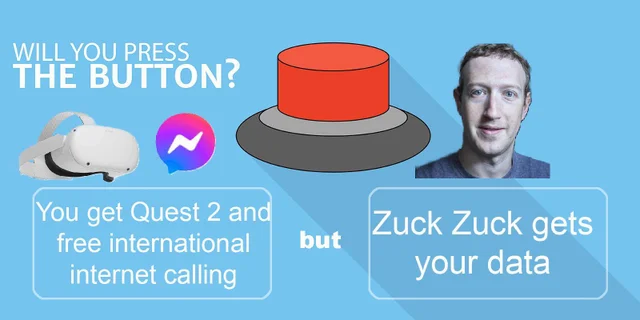 WILL YOU PRESS
THE BUTTON?
You get Quest 2 and
free international
internet calling
but
Zuck Zuck gets
your data